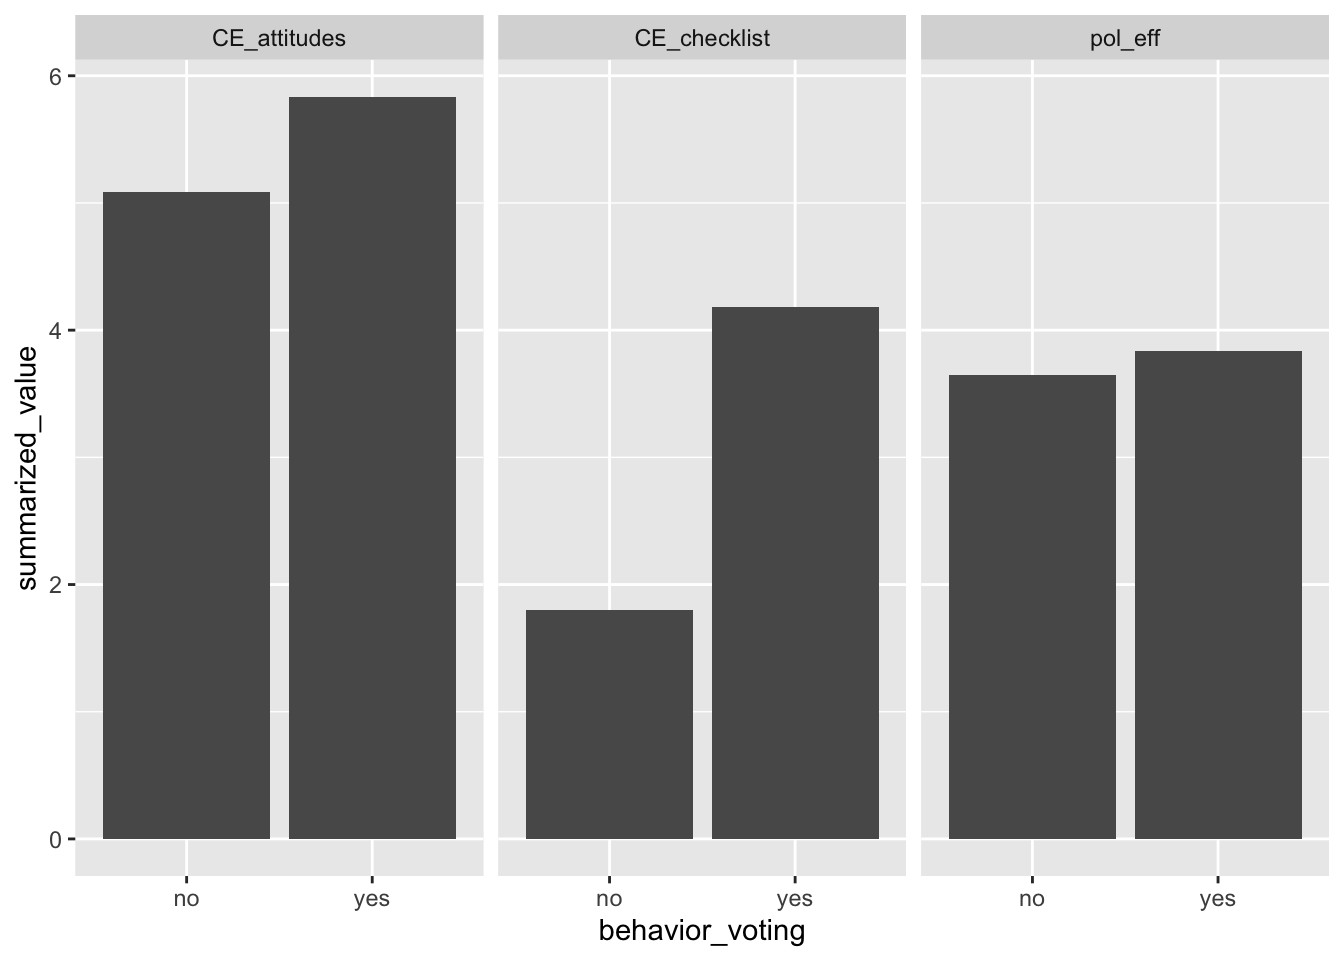 CE_attitudes CE_checklist pol_eff
6
4
2
0
summarized_value
no yes no yes no yes
behavior_voting